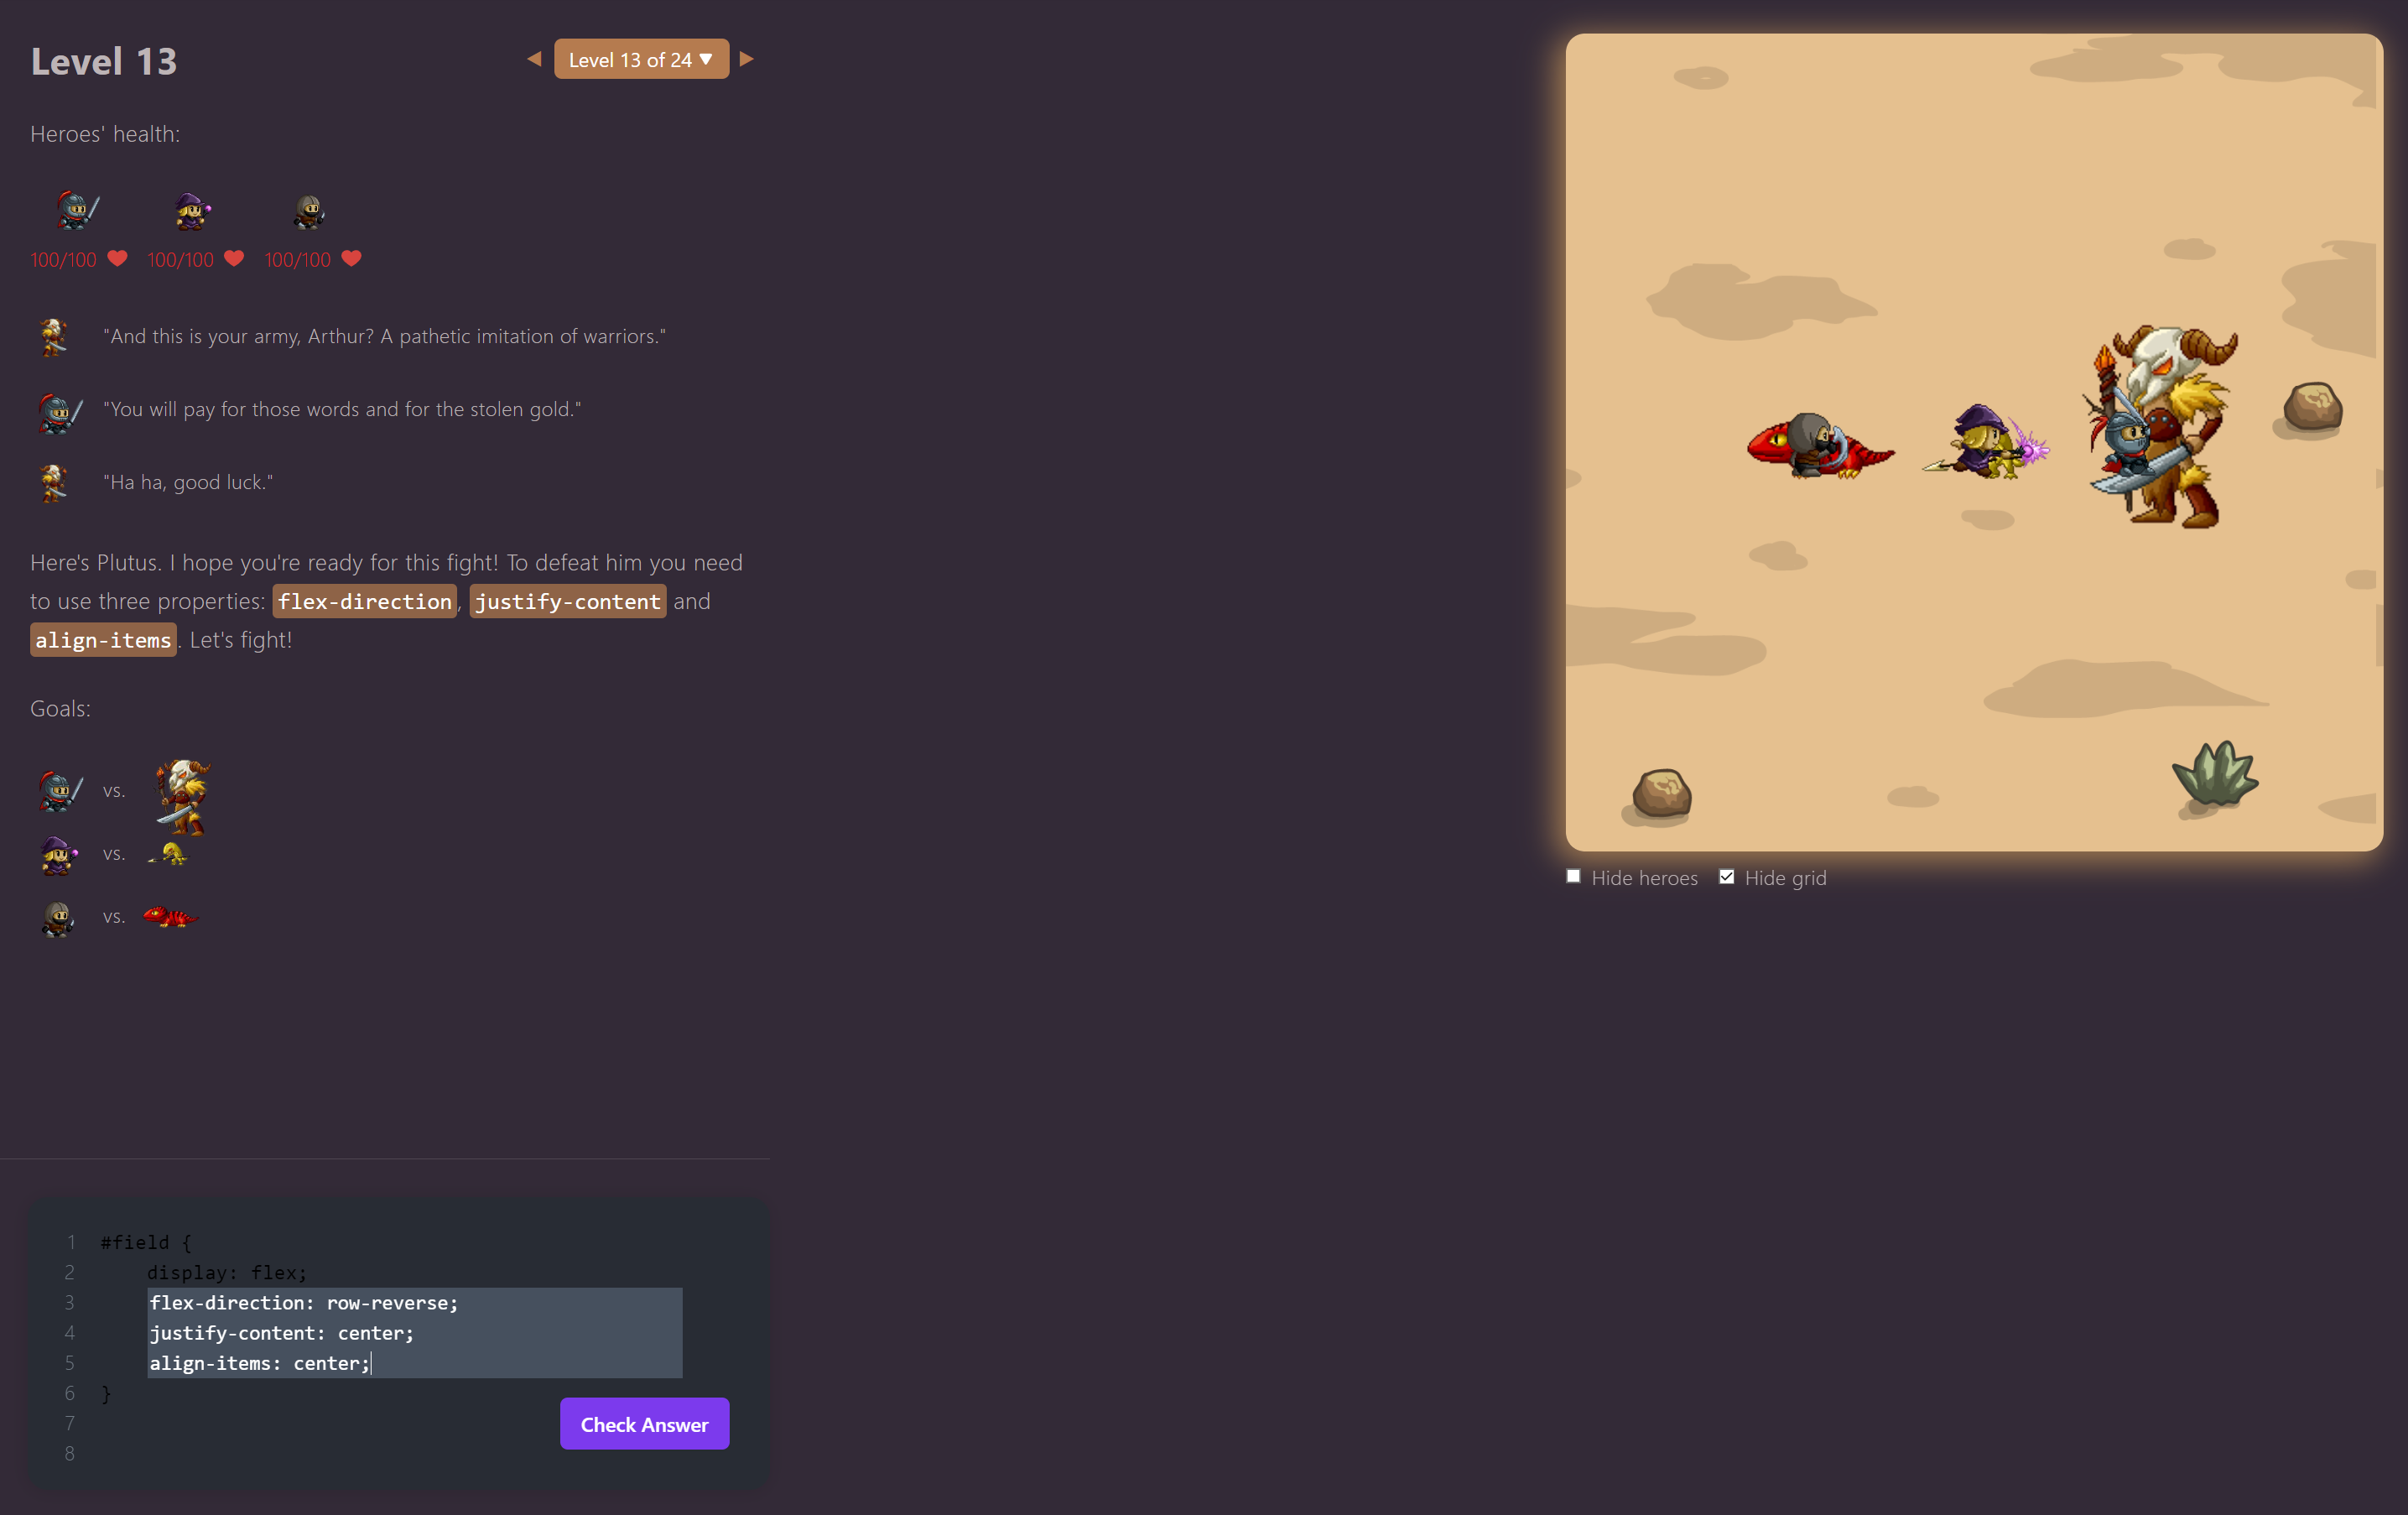 Level 13
Level 13 of 24
Heroes' health:
100/100
100/100
100/100
"And this is your army, Arthur? A pathetic imitation of warriors."
"You will pay for those words and for the stolen gold."
"Ha ha, good luck."
Here's Plutus. I hope you're ready for this fight! To defeat him you need
to use three properties: flex-direction, justify-content and
align-items. Let's fight!
Goals:
vs.
vs.
vs.
1 #field {
2 display: flex;
3 flex-direction: row-reverse;
4 justify-content: center;
5 align-items: center;
6 }
7
8
Check Answer
Hide heroes
Hide grid